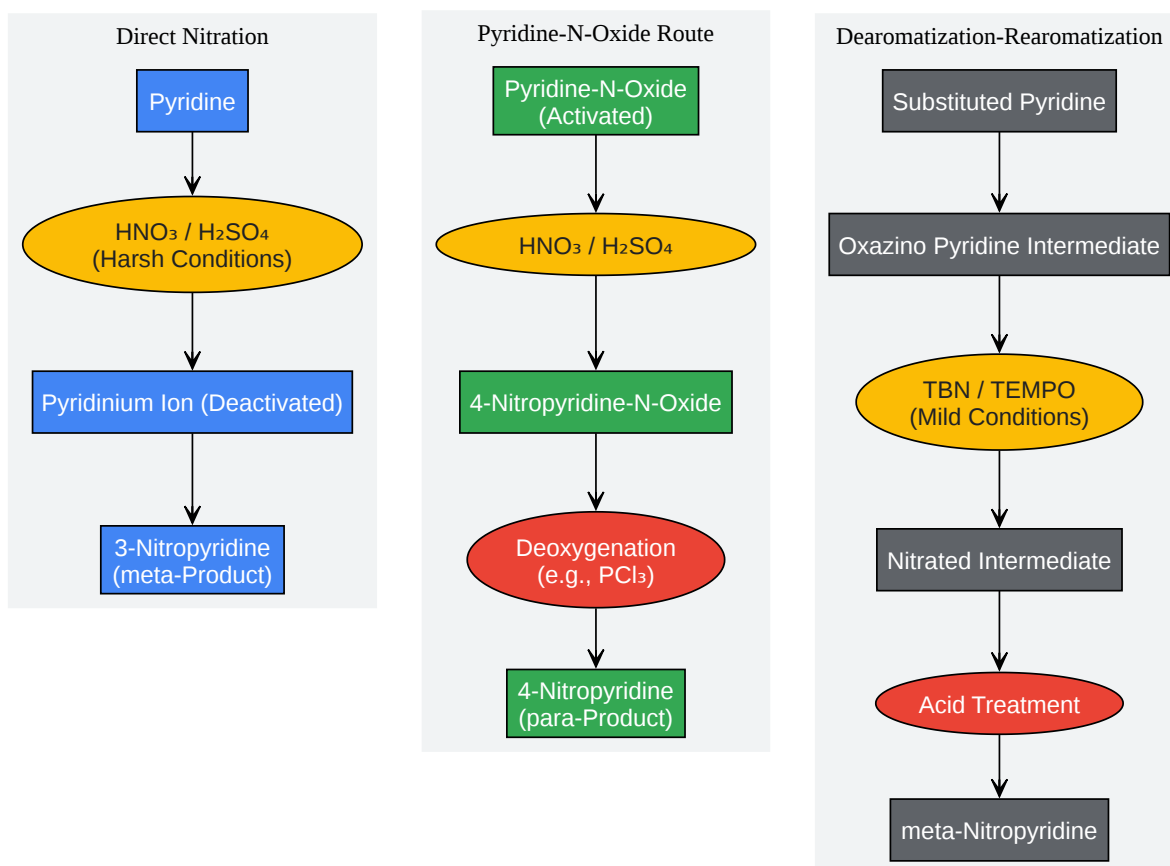 Direct Nitration
Pyridine
HNO₃ / H₂SO₄
(Harsh Conditions)
Pyridinium Ion (Deactivated)
3-Nitropyridine
(meta-Product)
Pyridine-N-Oxide Route
Pyridine-N-Oxide
(Activated)
HNO₃ / H₂SO₄
4-Nitropyridine-N-Oxide
Deoxygenation
(e.g., PCl₃)
4-Nitropyridine
(para-Product)
Dearomatization-Rearomatization
Substituted Pyridine
Oxazino Pyridine Intermediate
TBN / TEMPO
(Mild Conditions)
Nitrated Intermediate
Acid Treatment
meta-Nitropyridine